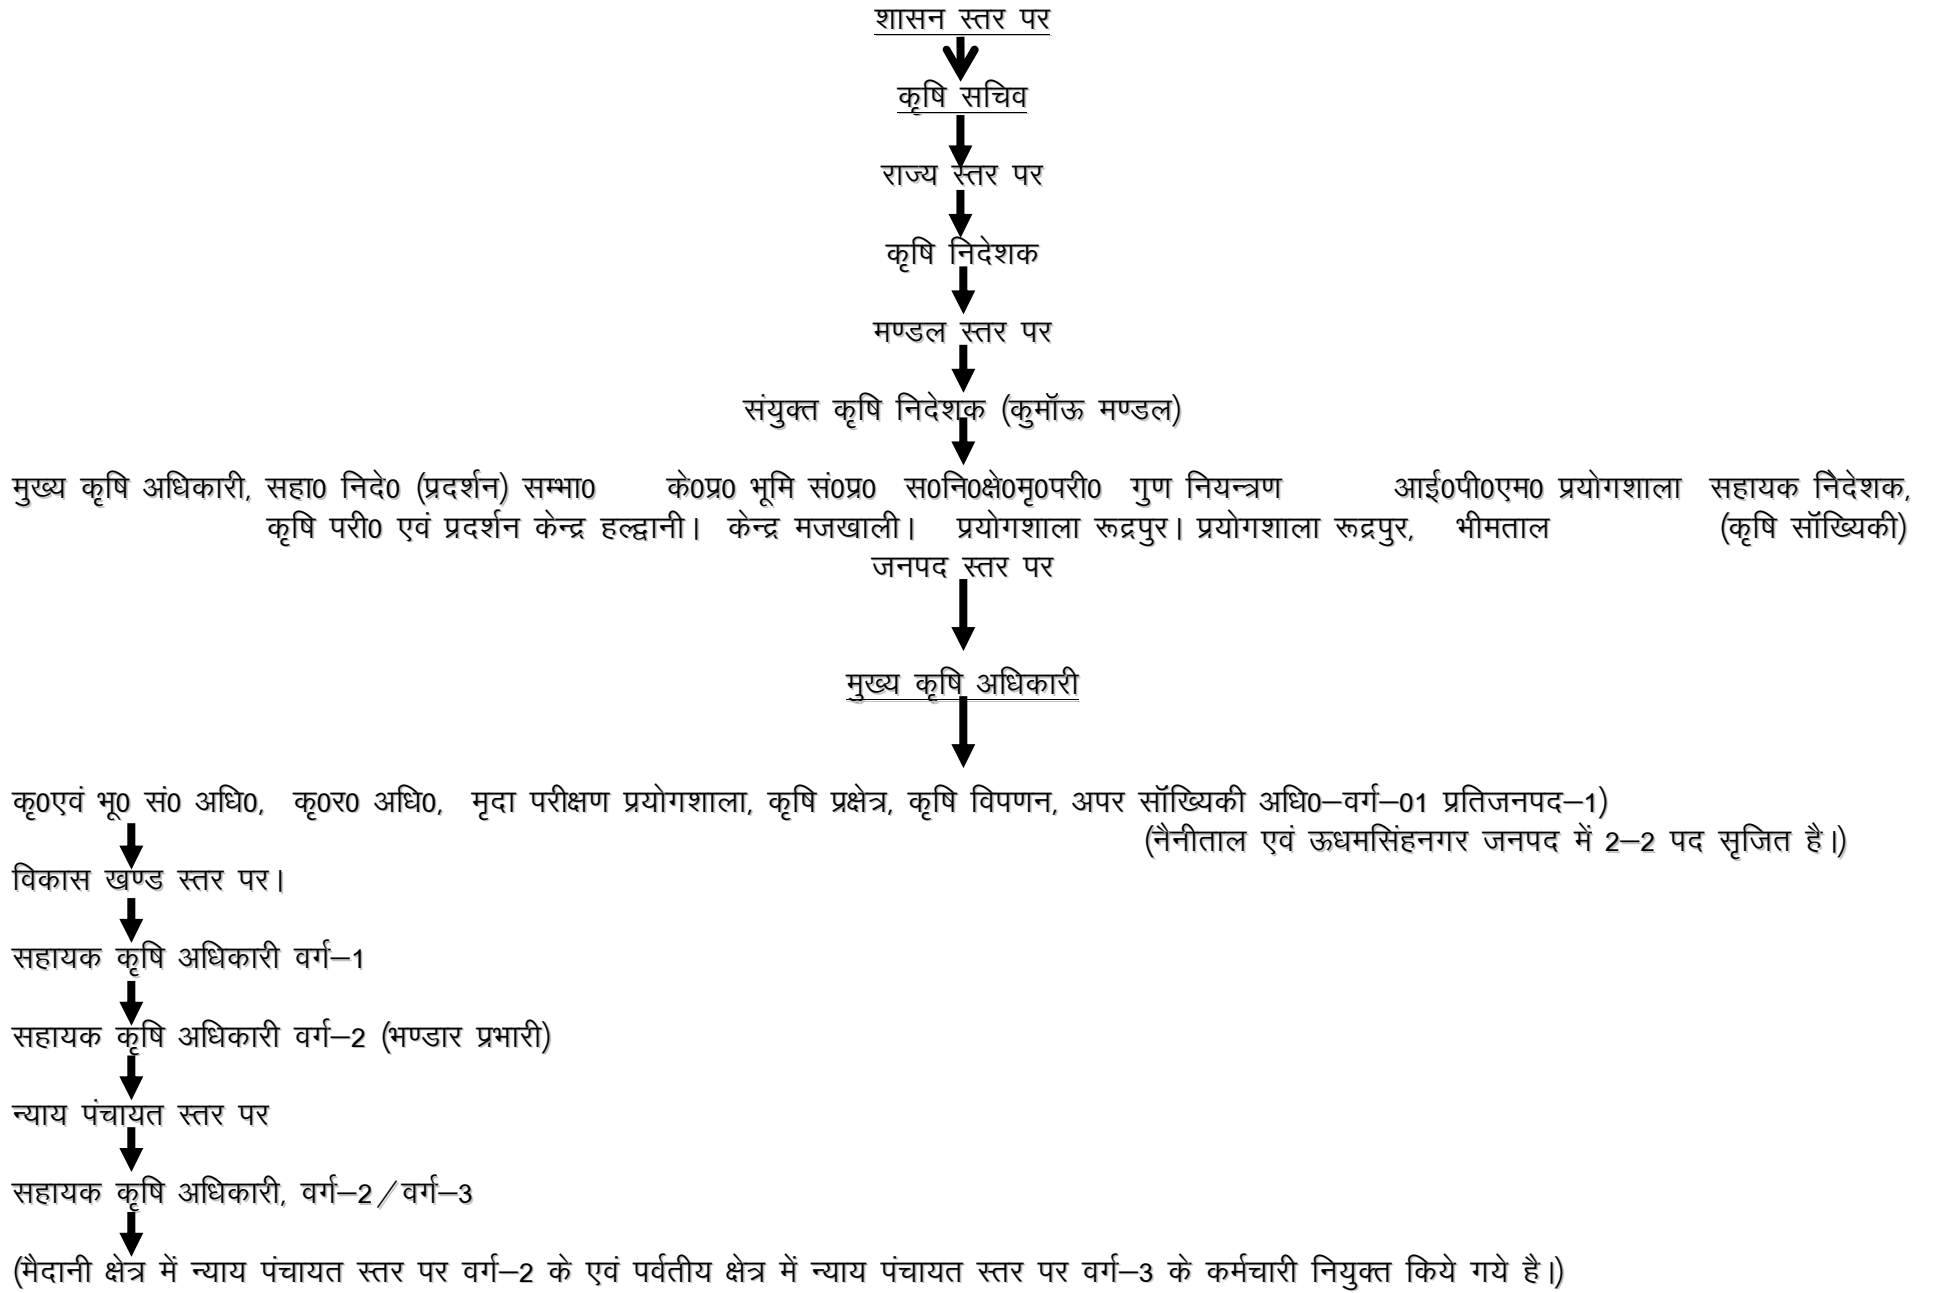 शासन स्तर पर
कृषि सचिव
राज्य स्तर पर
कृषि निदेशक
मण्डल स्तर पर
संयुक्त कृषि निदेशक (कुमॉऊ मण्डल)
मुख्य कृषि अधिकारी, सहा0 निदे0 (प्रदर्शन) सम्भा0 के0प्र0 भूमि सं0प्र0 स0नि0क्षे0मृ0परी0 गुण नियन्त्रण आई0पी0एम0 प्रयोगशाला सहायक निदेशक,
कृषि परी0 एवं प्रदर्शन केन्द्र हल्द्वानी। केन्द्र मजखाली। प्रयोगशाला रूद्रपुर। प्रयोगशाला रूद्रपुर, भीमताल (कृषि सॉख्यिकी)
जनपद स्तर पर
मुख्य कृषि अधिकारी
कृ0एवं भू0 सं0 अधि0, कृ0र0 अधि0, मृदा परीक्षण प्रयोगशाला, कृषि प्रक्षेत्र, कृषि विपणन, अपर सॉख्यिकी अधि0–वर्ग–01 प्रतिजनपद–1)
(नैनीताल एवं ऊधमसिंहनगर जनपद में 2–2 पद सृजित है।)
विकास खण्ड स्तर पर।
सहायक कृषि अधिकारी वर्ग–1
सहायक कृषि अधिकारी वर्ग–2 (भण्डार प्रभारी)
न्याय पंचायत स्तर पर
सहायक कृषि अधिकारी, वर्ग–2/वर्ग–3
(मैदानी क्षेत्र में न्याय पंचायत स्तर पर वर्ग–2 के एवं पर्वतीय क्षेत्र में न्याय पंचायत स्तर पर वर्ग–3 के कर्मचारी नियुक्त किये गये है।)